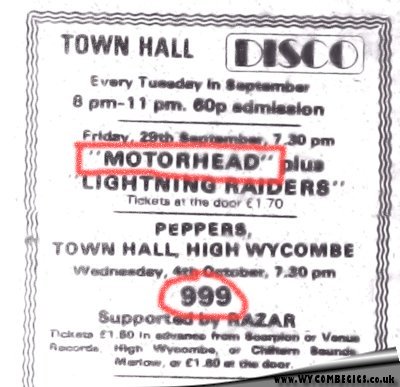 TOWN HALL DISCO
Every Tuesday in September
8 pm-11 pm. 60p admission
Friday, 29th September, 7.30 pm
"MOTORHEAD" plus
"LIGHTNING RAIDERS"
Tickets at the door £1.70
PEPPERS,
TOWN HALL, HIGH WYCOMBE
Wednesday, 4th October, 7.30 pm
999
Supported by RAZAR
Tickets £1.50 in advance from Scorpion or Venue
Records, High Wycombe, or Chiltern Sounds,
Marlow, or £1.80 at the door.
WWW.WYCOMBEGIGS.CO.UK